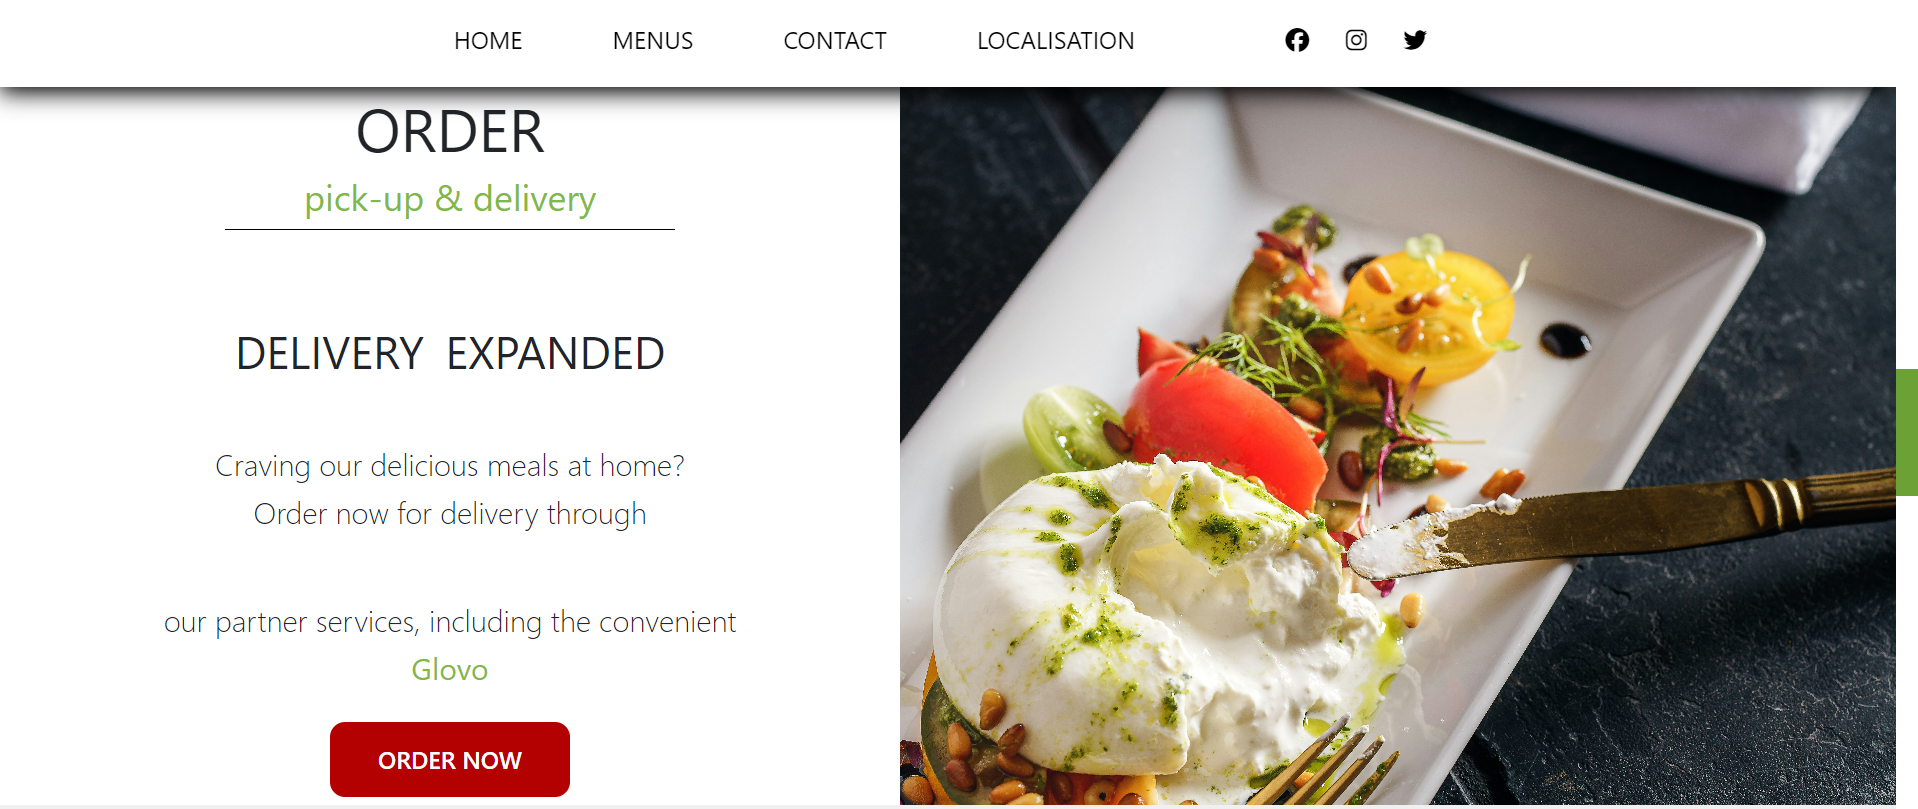 HOME MENUS CONTACT LOCALISATION
ORDER
pick-up & delivery
DELIVERY EXPANDED
Craving our delicious meals at home?
Order now for delivery through
our partner services, including the convenient
Glovo
ORDER NOW